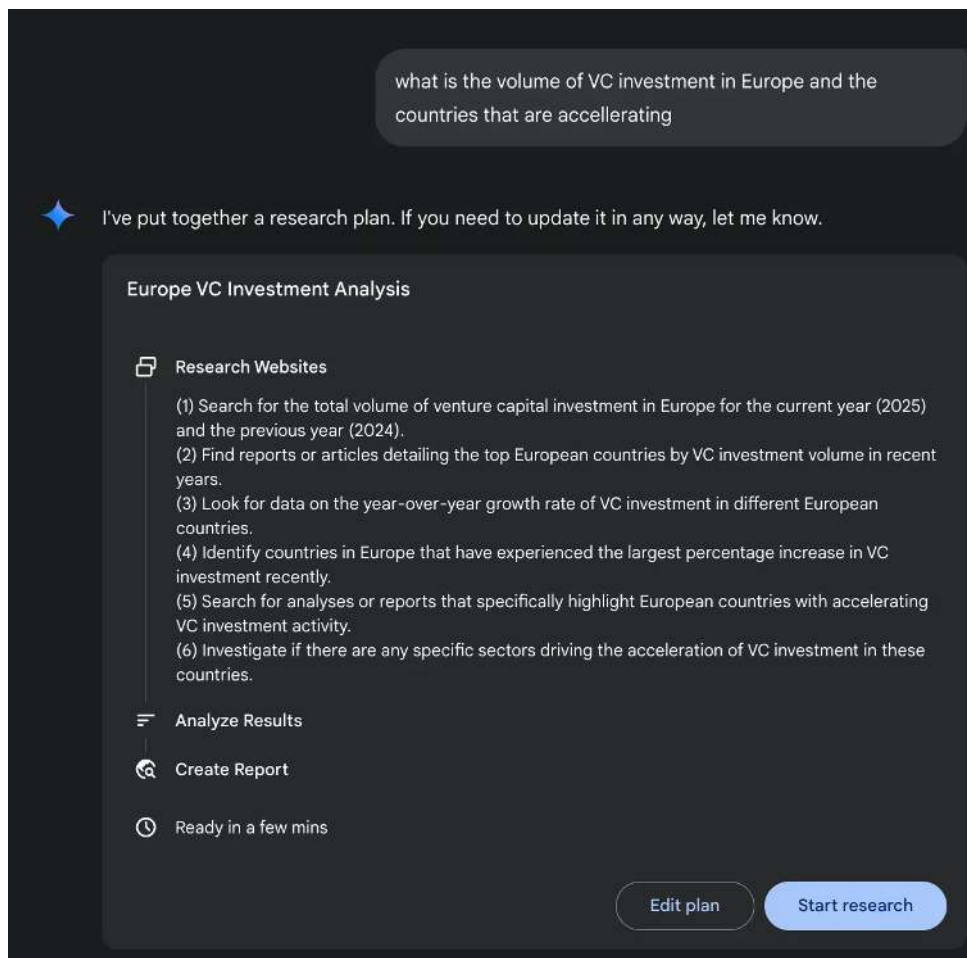 what is the volume of VC investment in Europe and the
countries that are accellerating
I've put together a research plan. If you need to update it in any way, let me know.
Europe VC Investment Analysis
Research Websites
(1) Search for the total volume of venture capital investment in Europe for the current year (2025)
and the previous year (2024).
(2) Find reports or articles detailing the top European countries by VC investment volume in recent
years.
(3) Look for data on the year-over-year growth rate of VC investment in different European
countries.
(4) Identify countries in Europe that have experienced the largest percentage increase in VC
investment recently.
(5) Search for analyses or reports that specifically highlight European countries with accelerating
VC investment activity.
(6) Investigate if there are any specific sectors driving the acceleration of VC investment in these
countries.
Analyze Results
Create Report
Ready in a few mins
Edit plan
Start research